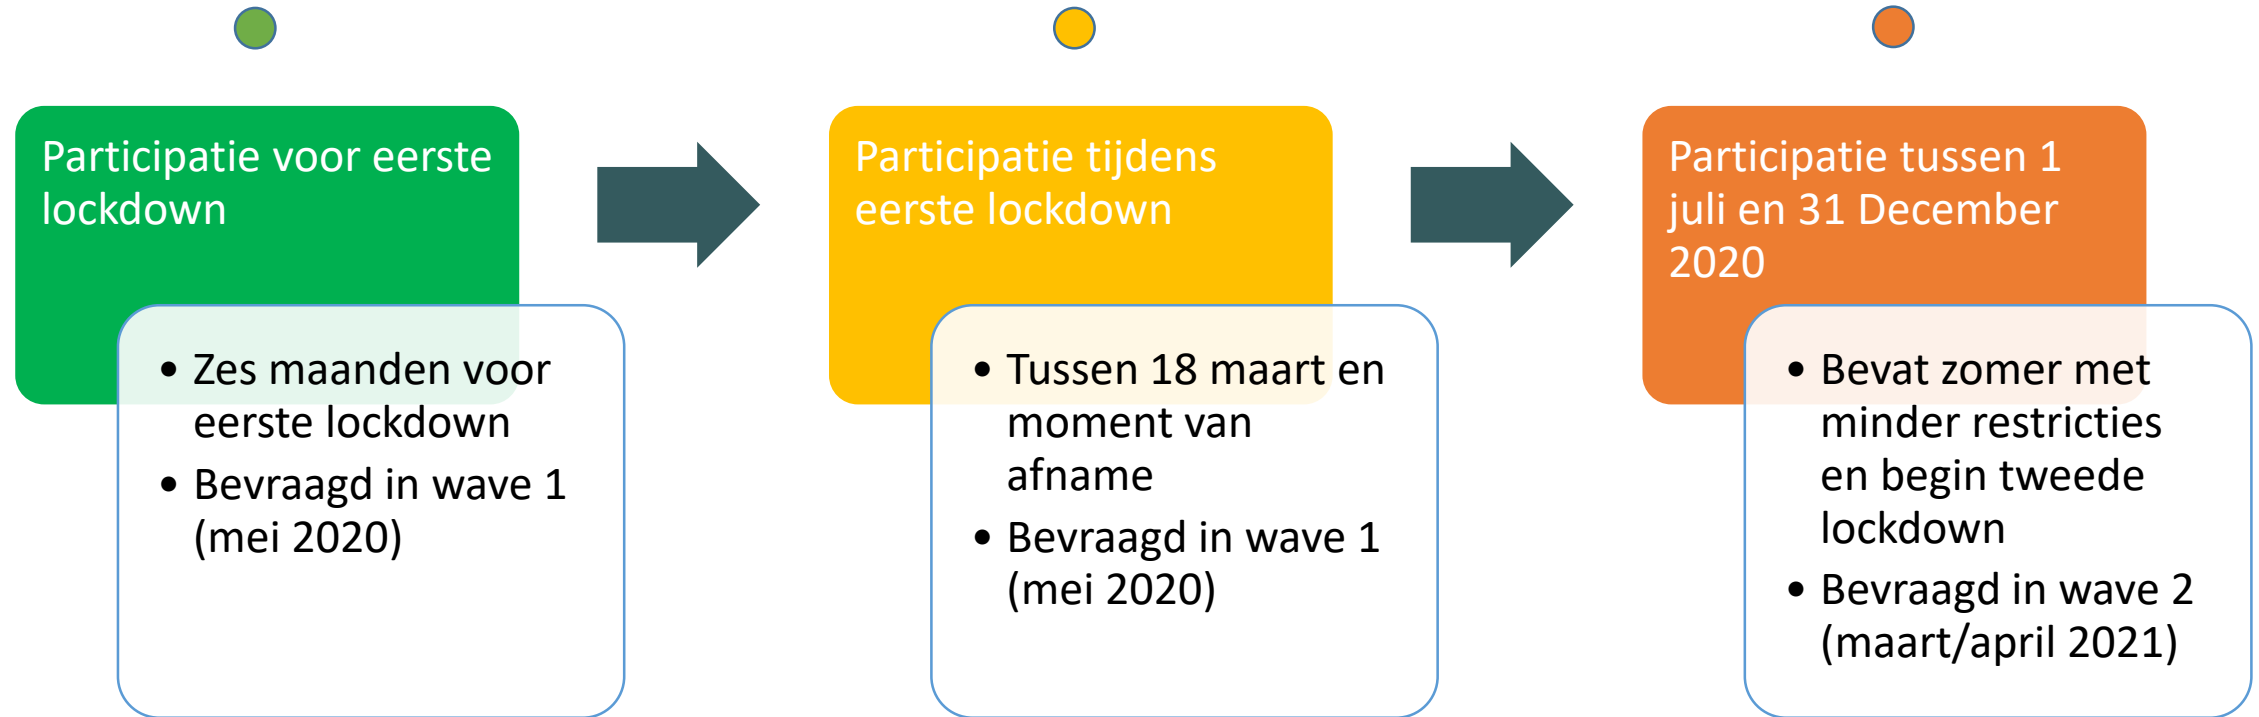 Participatie voor eerste
lockdown
• Zes maanden voor
eerste lockdown
• Bevraagd in wave 1
(mei 2020)
Participatie tijdens
eerste lockdown
• Tussen 18 maart en
moment van
afname
• Bevraagd in wave 1
(mei 2020)
Participatie tussen 1
juli en 31 December
2020
• Bevat zomer met
minder restricties
en begin tweede
lockdown
• Bevraagd in wave 2
(maart/april 2021)